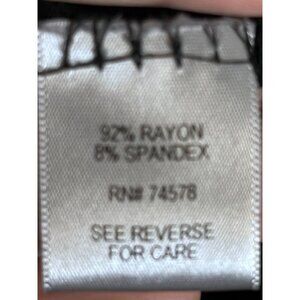 92% RAYON
8% SPANDEX
RN# 74578
SEE REVERSE
FOR CARE